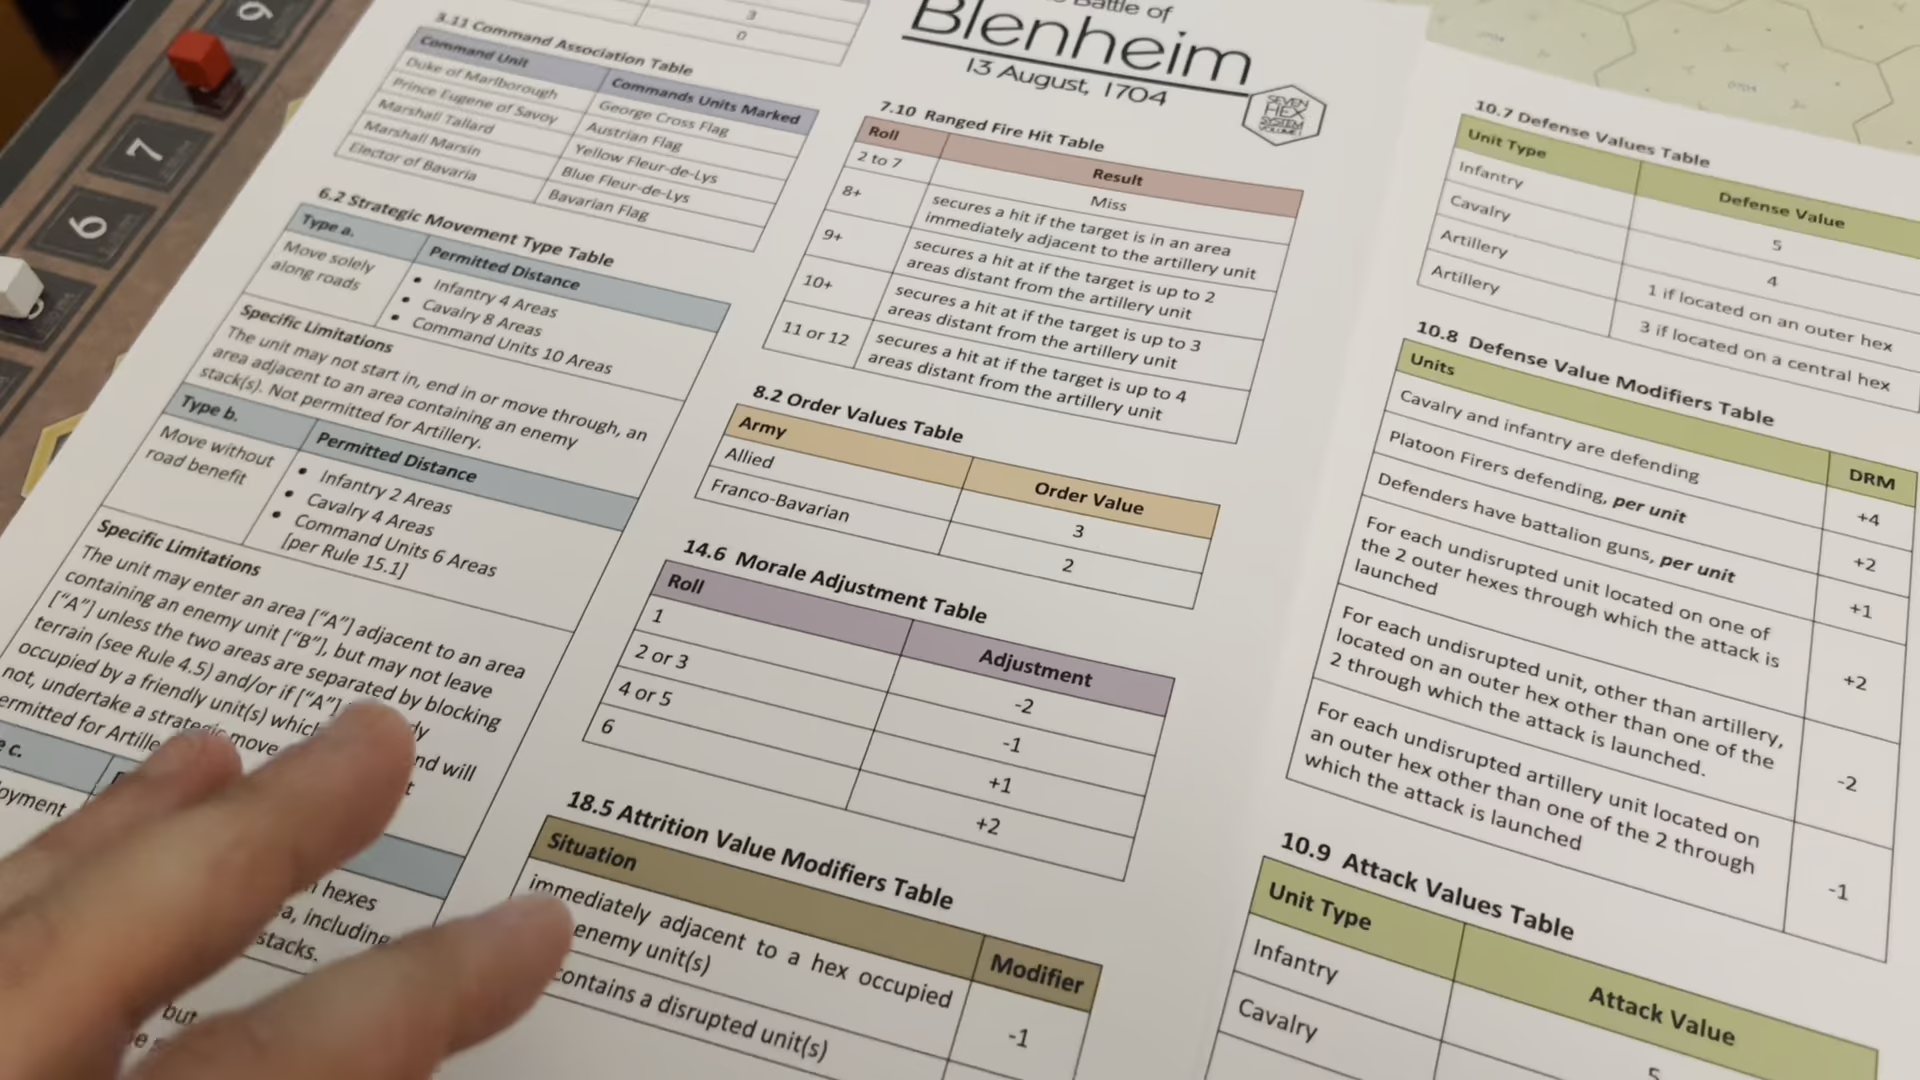 9
7
6
3
0
3.11 Command Association Table
Command Unit
Commands Units Marked
Duke of Marlborough
George Cross Flag
Prince Eugene of Savoy
Austrian Flag
Marshall Tallard
Yellow Fleur-de-Lys
Marshall Marsin
Blue Fleur-de-Lys
Elector of Bavaria
Bavarian Flag
6.2 Strategic Movement Type Table
Type a.
Permitted Distance
Move solely
along roads
• Infantry 4 Areas
• Cavalry 8 Areas
• Command Units 10 Areas
Specific Limitations
The unit may not start in, end in or move through, an
area adjacent to an area containing an enemy
stack(s). Not permitted for Artillery.
Type b.
Permitted Distance
Move without
road benefit
• Infantry 2 Areas
• Cavalry 4 Areas
• Command Units 6 Areas
[per Rule 15.1]
Specific Limitations
The unit may enter an area ["A"] adjacent to an area
containing an enemy unit ["B"], but may not leave
["A"] unless the two areas are separated by blocking
terrain (see Rule 4.5) and/or if ["A"]
occupied by a friendly unit(s) which and will
not, undertake a strategic move
c.
hexes
including
stacks.
but
Battle of
Blenheim
13 August, 1704
SEVEN
HEX
SYSTEM
VOLUME I
7.10 Ranged Fire Hit Table
Roll
Result
2 to 7
Miss
8+
secures a hit if the target is in an area
immediately adjacent to the artillery unit
9+
secures a hit at if the target is up to 2
areas distant from the artillery unit
10+
secures a hit at if the target is up to 3
areas distant from the artillery unit
11 or 12
secures a hit at if the target is up to 4
areas distant from the artillery unit
8.2 Order Values Table
Army
Order Value
Allied
3
Franco-Bavarian
2
14.6 Morale Adjustment Table
Roll
Adjustment
1
-2
2 or 3
-1
4 or 5
+1
6
+2
18.5 Attrition Value Modifiers Table
Situation
Modifier
immediately adjacent to a hex occupied
enemy unit(s)
-1
contains a disrupted unit(s)
10.7 Defense Values Table
Unit Type
Defense Value
Infantry
5
Cavalry
4
Artillery
1 if located on an outer hex
Artillery
3 if located on a central hex
10.8 Defense Value Modifiers Table
Units
DRM
Cavalry and infantry are defending
+4
Platoon Firers defending, per unit
+2
Defenders have battalion guns, per unit
+1
For each undisrupted unit located on one of
the 2 outer hexes through which the attack is
launched
+2
For each undisrupted unit, other than artillery,
located on an outer hex other than one of the
2 through which the attack is launched.
-2
For each undisrupted artillery unit located on
an outer hex other than one of the 2 through
which the attack is launched
-1
10.9 Attack Values Table
Unit Type
Attack Value
Infantry
5
Cavalry